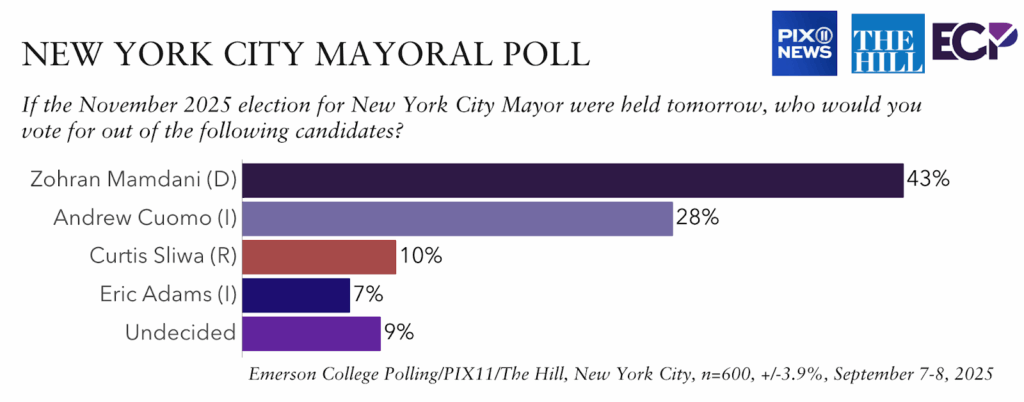 PIX11
NEWS
THE
HILL
ECP
NEW YORK CITY MAYORAL POLL
If the November 2025 election for New York City Mayor were held tomorrow, who would you
vote for out of the following candidates?
Zohran Mamdani (D) 43%
Andrew Cuomo (I) 28%
Curtis Sliwa (R) 10%
Eric Adams (I) 7%
Undecided 9%
Emerson College Polling/PIX11/The Hill, New York City, n=600, +/-3.9%, September 7-8, 2025